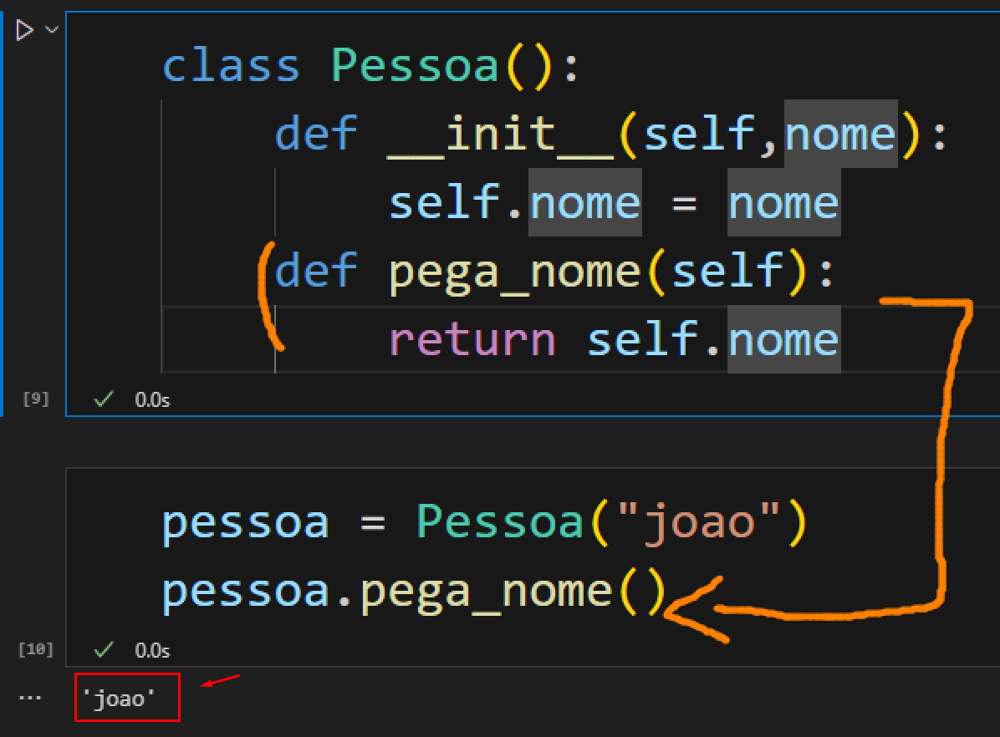 class Pessoa():
def __init__(self,nome):
self.nome = nome
def pega_nome(self):
return self.nome
[9] 0.0s
pessoa = Pessoa("joao")
pessoa.pega_nome()
[10] 0.0s
... 'joao'